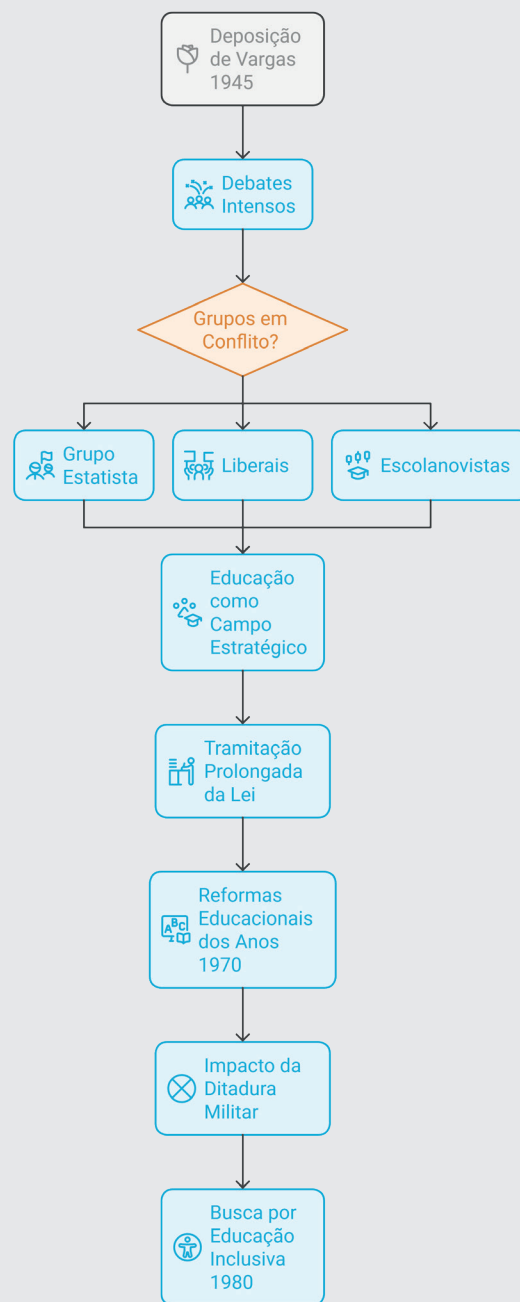 Deposição
de Vargas
1945
Debates
Intensos
Grupos em
Conflito?
Grupo
Estatista
Liberais
Escolanovistas
Educação
como
Campo
Estratégico
Tramitação
Prolongada
da Lei
Reformas
Educacionais
dos Anos
1970
Impacto da
Ditadura
Militar
Busca por
Educação
Inclusiva
1980